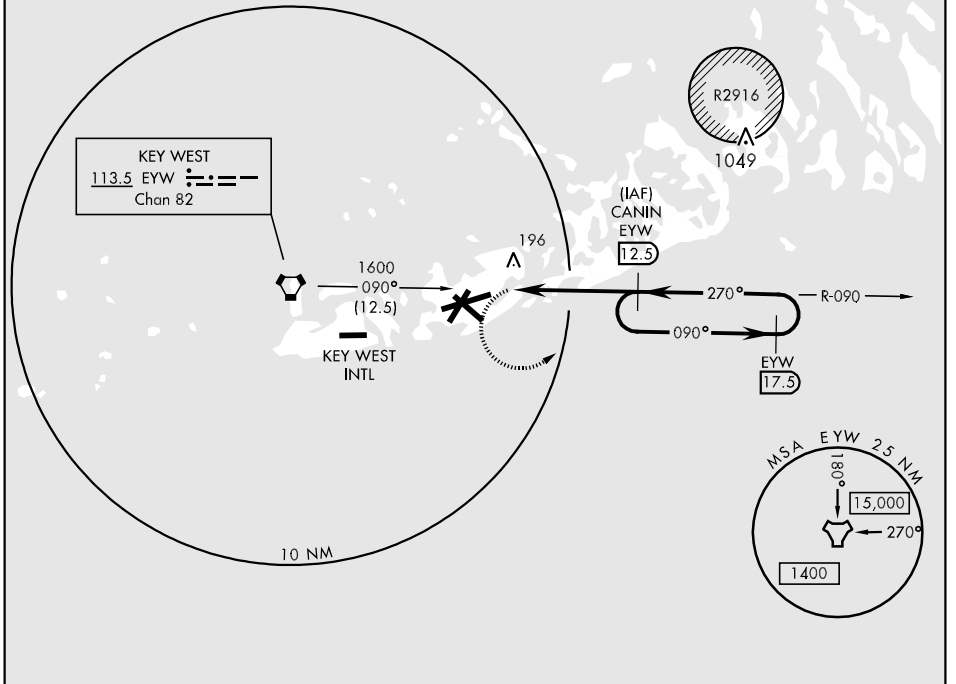 KEY WEST
113.5 EYW
Chan 82
R2916
1049
(IAF)
CANIN
EYW
12.5
196
1600
090°
(12.5)
270°
R-090
090°
KEY WEST
INTL
EYW
17.5
MSA EYW 25 NM
180°
15,000
270°
1400
10 NM